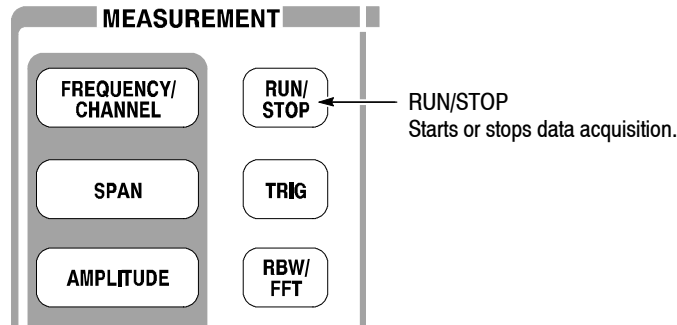 MEASUREMENT
FREQUENCY/
CHANNEL
RUN/
STOP
RUN/STOP
Starts or stops data acquisition.
SPAN
TRIG
AMPLITUDE
RBW/
FFT